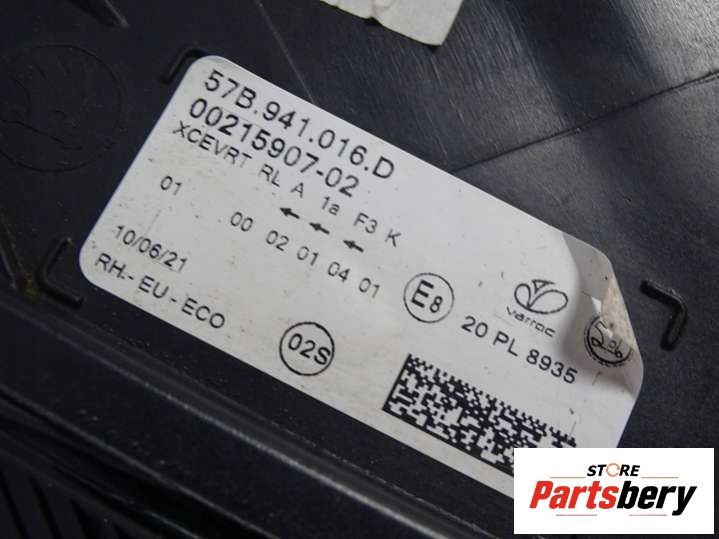 57B.941.016.D
00215907-02
XCEVRT RL A 1a F3 K
01 00 02 01 04 01
10/06/21
RH.- EU - ECO
02S
E8
20 PL 8935
varroc
STORE
Partsbery